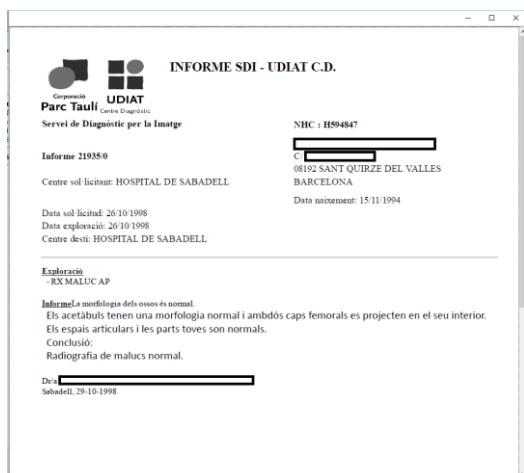 INFORME SDI - UDIAT C.D.
Corporació
Parc Taulí
UDIAT
Centre Diagnòstic
Servei de Diagnòstic per la Imatge
NHC : H594847
Informe 21935/0
C/
08192 SANT QUIRZE DEL VALLES
Centre sol·licitant: HOSPITAL DE SABADELL
BARCELONA
Data naixement: 15/11/1994
Data sol·licitud: 26/10/1998
Data exploració: 26/10/1998
Centre destí: HOSPITAL DE SABADELL
Exploració
- RX MALUC AP
Informe La morfologia dels ossos és normal.
Els acetàbuls tenen una morfologia normal i ambdós caps femorals es projecten en el seu interior.
Els espais articulars i les parts toves son normals.
Conclusió:
Radiografia de malucs normal.
Dr/a
Sabadell, 29-10-1998